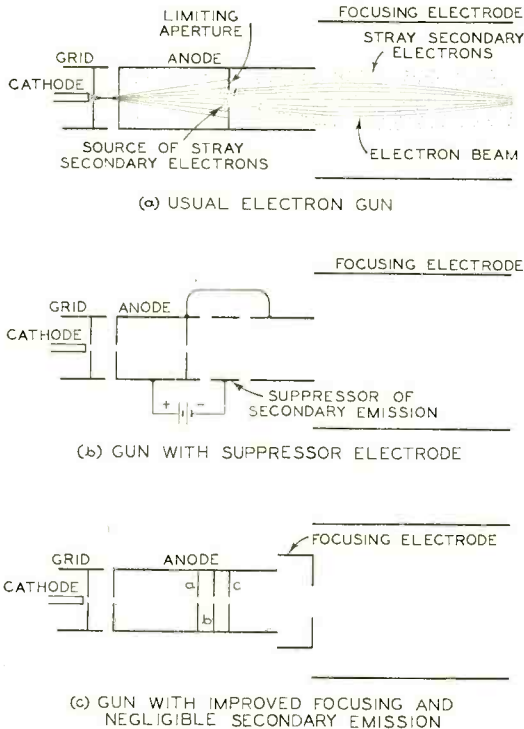 FOCUSING ELECTRODE
LIMITING
APERTURE
STRAY SECONDARY
ELECTRONS
GRID
ANODE
CATHODE
SOURCE OF STRAY
SECONDARY ELECTRONS
ELECTRON BEAM
(a) USUAL ELECTRON GUN
FOCUSING ELECTRODE
GRID
ANODE
CATHODE
+ -
SUPPRESSOR OF
SECONDARY EMISSION
(b) GUN WITH SUPPRESSOR ELECTRODE
FOCUSING ELECTRODE
GRID
ANODE
CATHODE
a
c
b
(c) GUN WITH IMPROVED FOCUSING AND
NEGLIGIBLE SECONDARY EMISSION